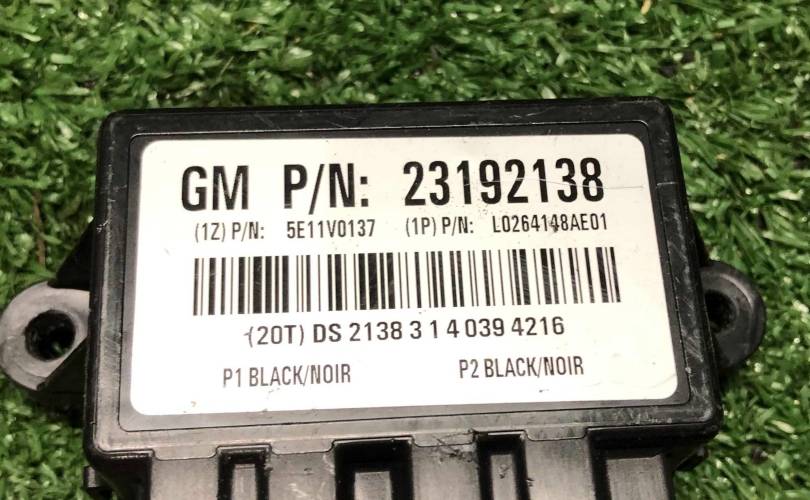 GM P/N: 23192138
(1Z) P/N: 5E11V0137 (1P) P/N: L0264148AE01
(20T) DS 2138 3 1 4 039 4216
P1 BLACK/NOIR P2 BLACK/NOIR